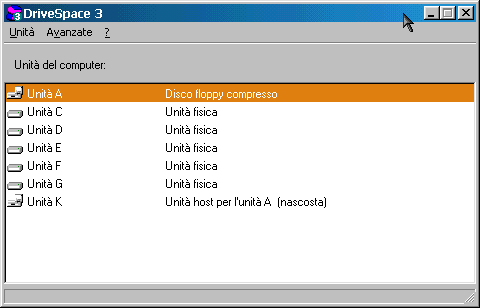 DriveSpace 3
Unità Avanzate ?
Unità del computer:
Unità A Disco floppy compresso
Unità C Unità fisica
Unità D Unità fisica
Unità E Unità fisica
Unità F Unità fisica
Unità G Unità fisica
Unità K Unità host per l'unità A (nascosta)